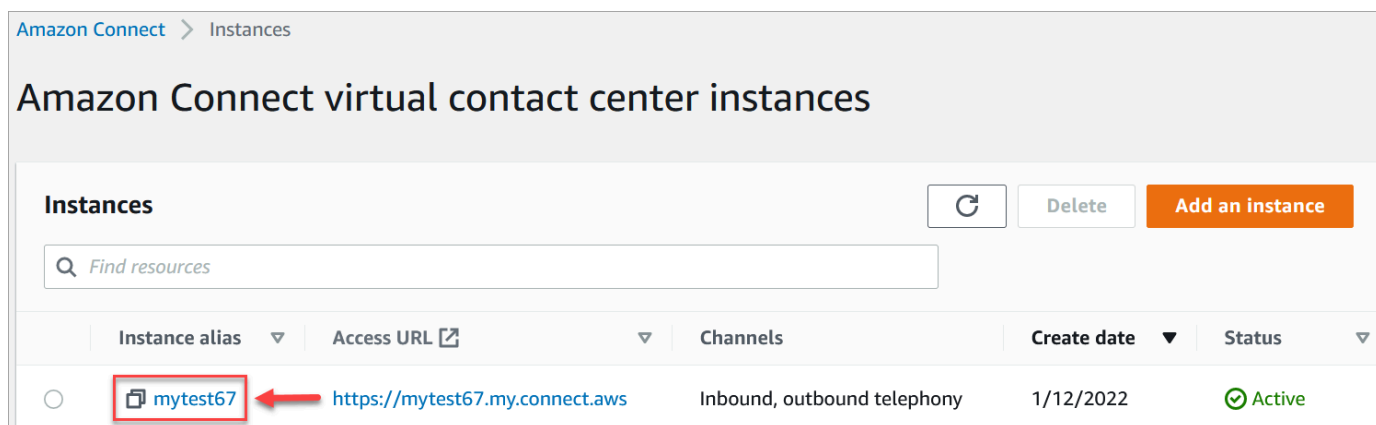 Amazon Connect > Instances
Amazon Connect virtual contact center instances
Instances
Delete
Add an instance
Find resources
Instance alias Access URL Channels Create date Status
mytest67 https://mytest67.my.connect.aws Inbound, outbound telephony 1/12/2022 Active